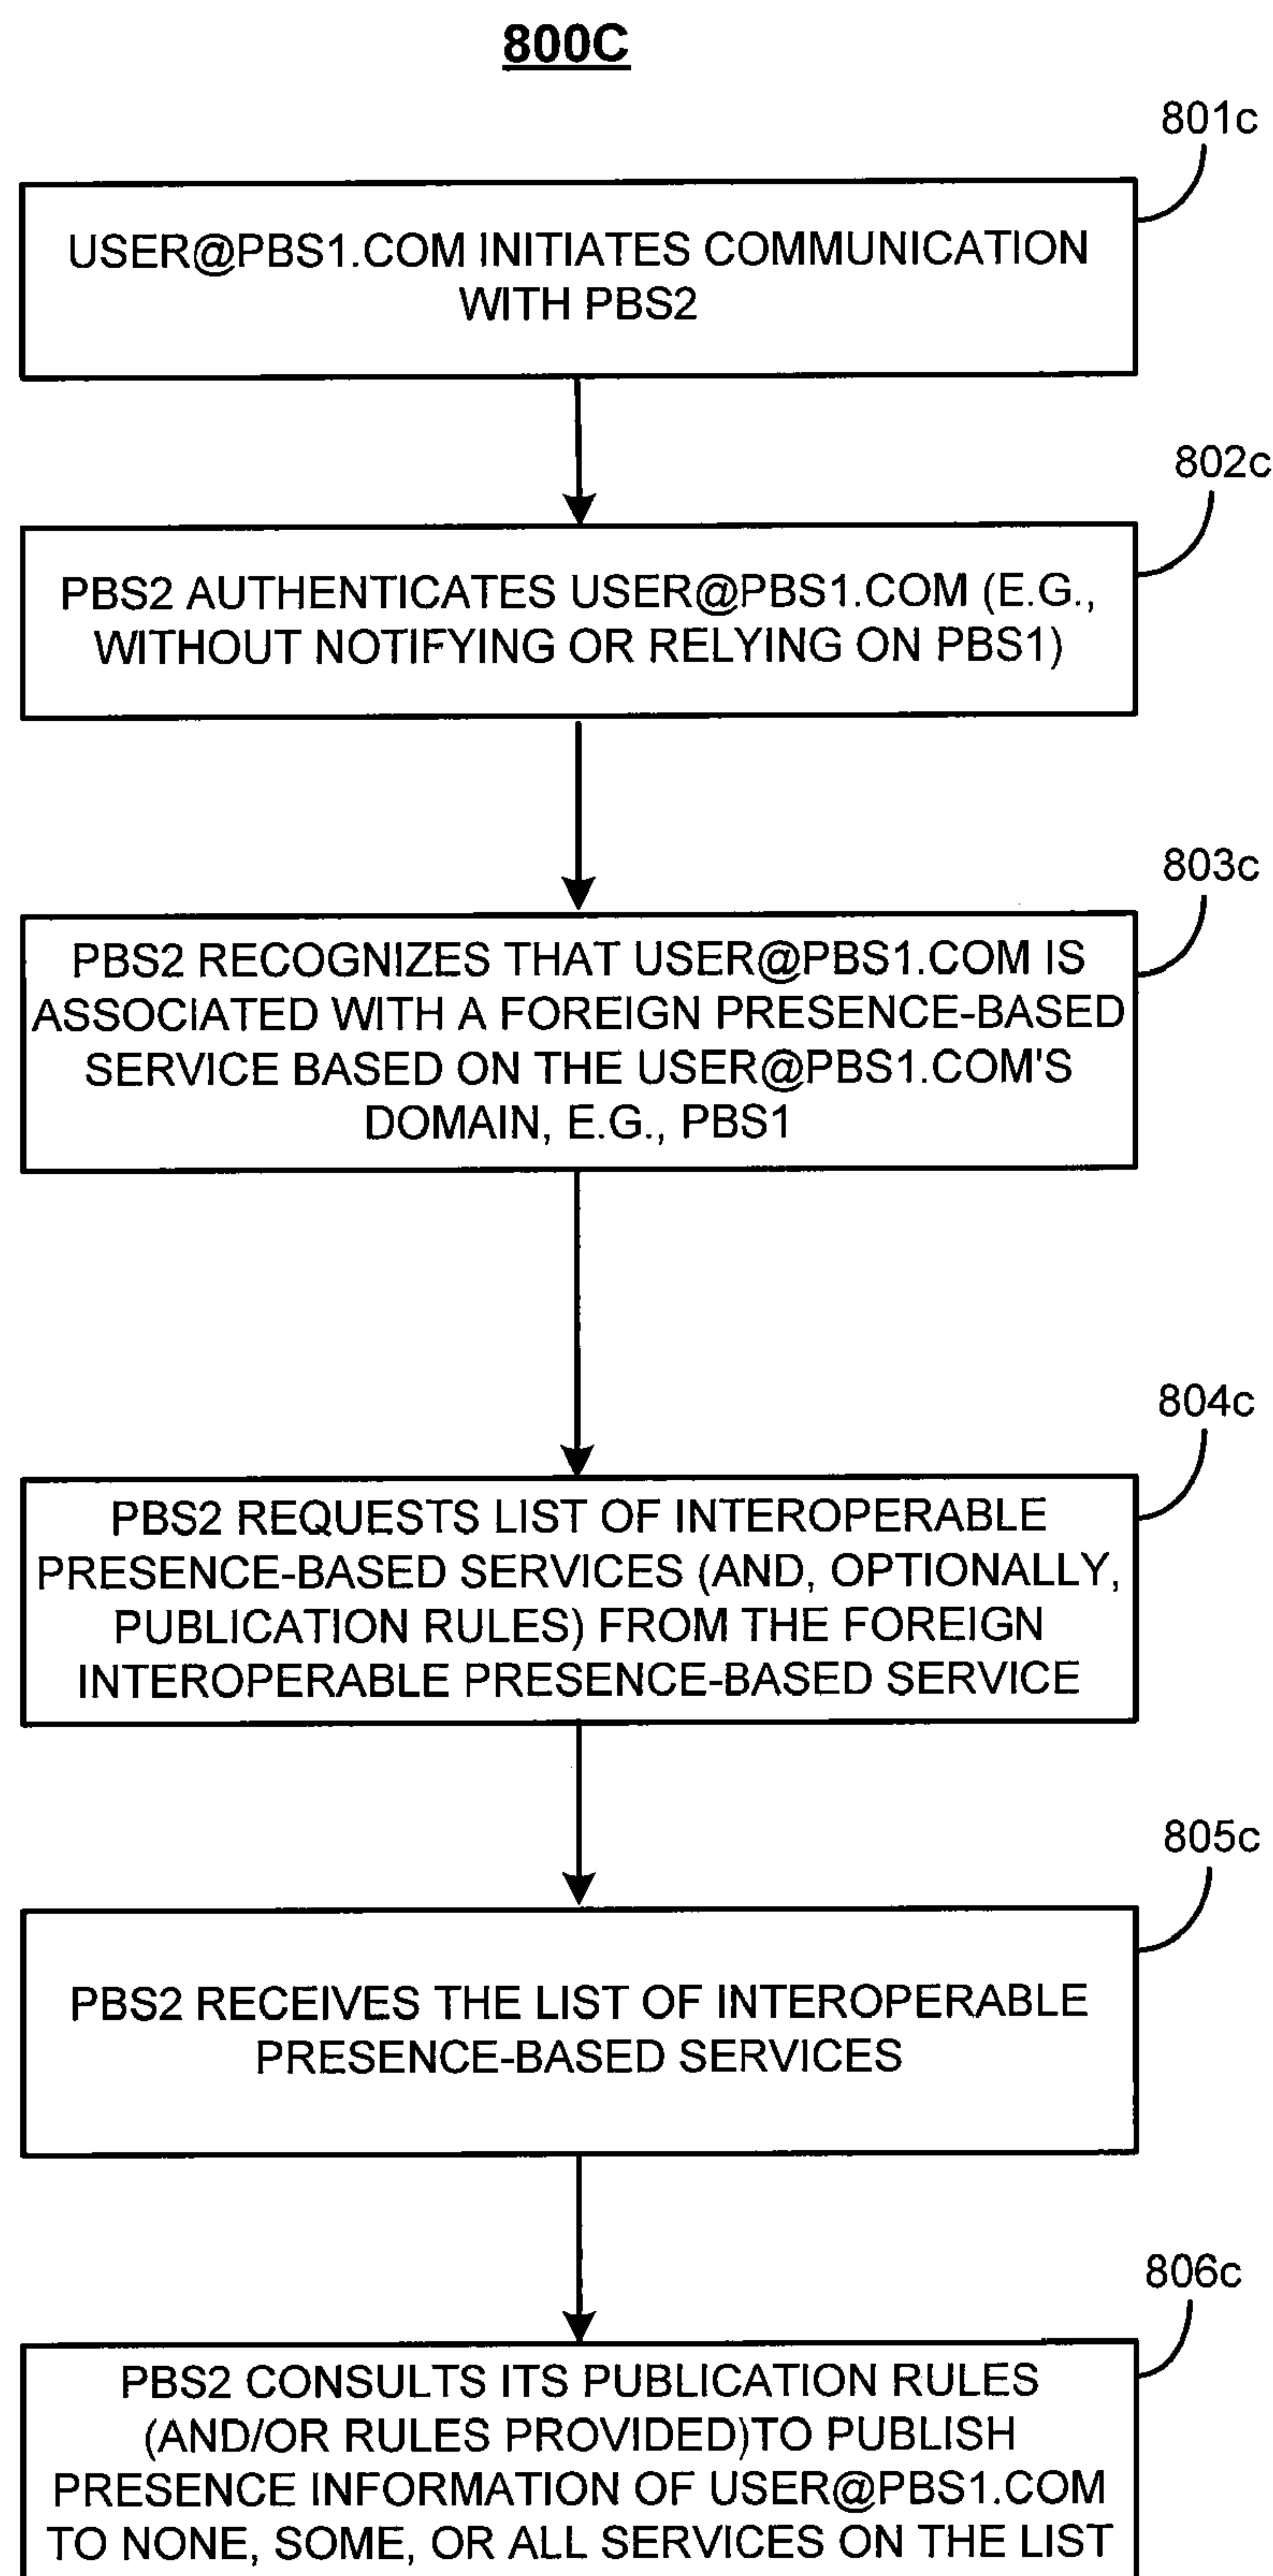 800C
801c
USER@PBS1.COM INITIATES COMMUNICATION
WITH PBS2
802c
PBS2 AUTHENTICATES USER@PBS1.COM (E.G.,
WITHOUT NOTIFYING OR RELYING ON PBS1)
803c
PBS2 RECOGNIZES THAT USER@PBS1.COM IS
ASSOCIATED WITH A FOREIGN PRESENCE-BASED
SERVICE BASED ON THE USER@PBS1.COM'S
DOMAIN, E.G., PBS1
804c
PBS2 REQUESTS LIST OF INTEROPERABLE
PRESENCE-BASED SERVICES (AND, OPTIONALLY,
PUBLICATION RULES) FROM THE FOREIGN
INTEROPERABLE PRESENCE-BASED SERVICE
805c
PBS2 RECEIVES THE LIST OF INTEROPERABLE
PRESENCE-BASED SERVICES
806c
PBS2 CONSULTS ITS PUBLICATION RULES
(AND/OR RULES PROVIDED)TO PUBLISH
PRESENCE INFORMATION OF USER@PBS1.COM
TO NONE, SOME, OR ALL SERVICES ON THE LIST